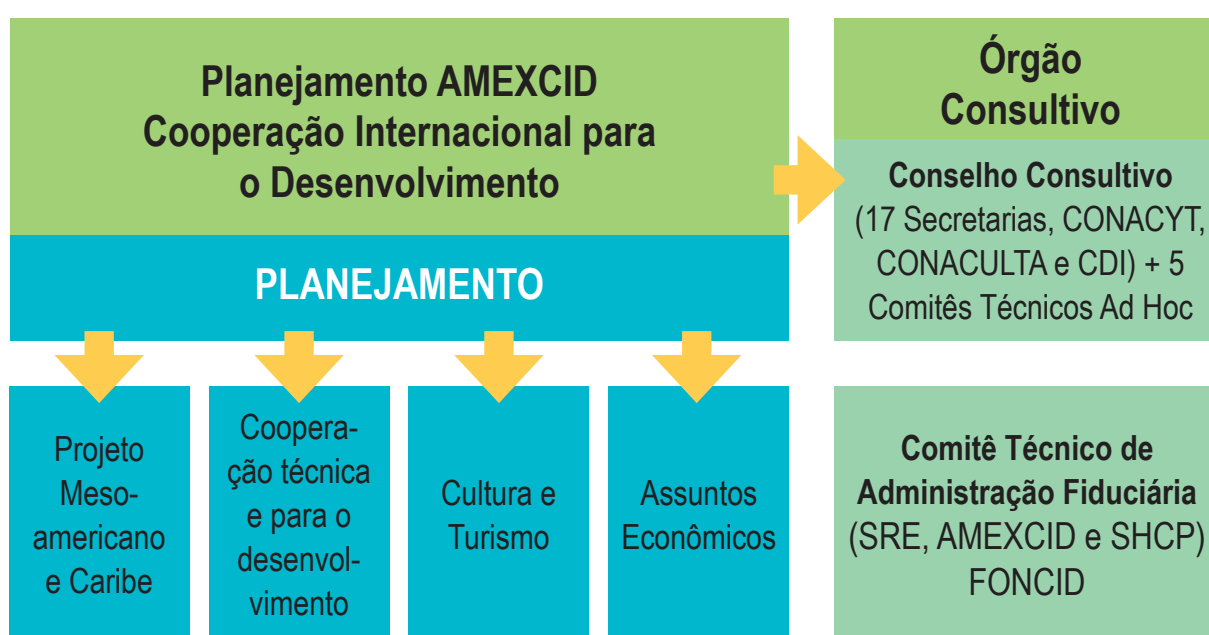 Planejamento AMEXCID
Cooperação Internacional para
o Desenvolvimento
PLANEJAMENTO
Projeto
Meso-
americano
e Caribe
Coopera-
ção técnica
e para o
desenvol-
vimento
Cultura e
Turismo
Assuntos
Econômicos
Órgão
Consultivo
Conselho Consultivo
(17 Secretarias, CONACYT,
CONACULTA e CDI) + 5
Comitês Técnicos Ad Hoc
Comitê Técnico de
Administração Fiduciária
(SRE, AMEXCID e SHCP)
FONCID